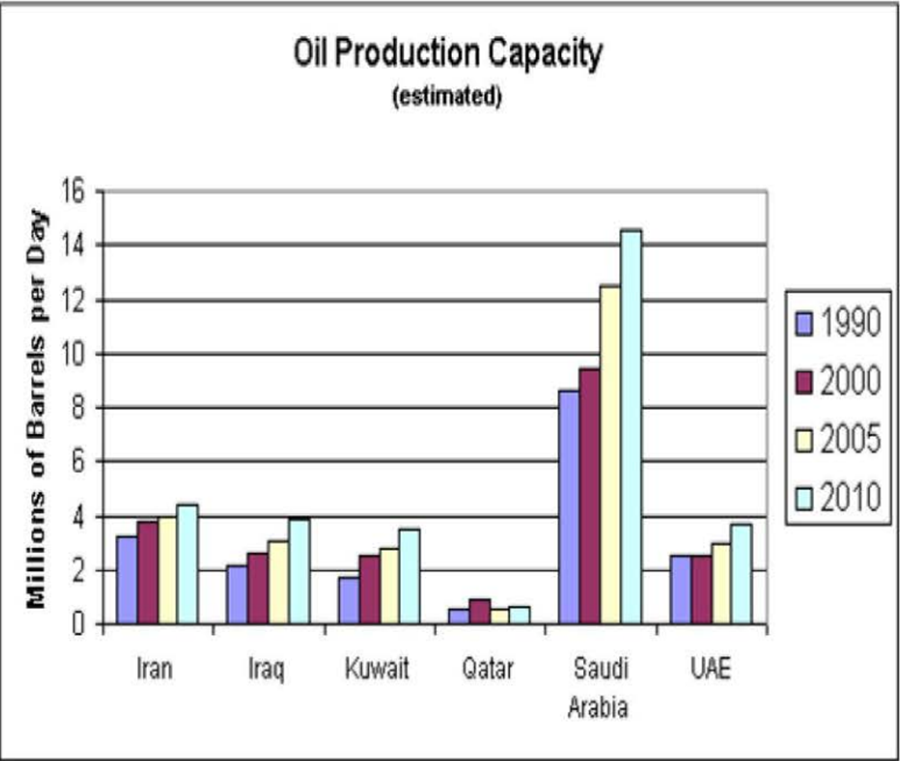 Oil Production Capacity
(estimated)
Millions of Barrels per Day
16
14
12
10
8
6
4
2
0
Iran
Iraq
Kuwait
Qatar
Saudi
Arabia
UAE
1990
2000
2005
2010